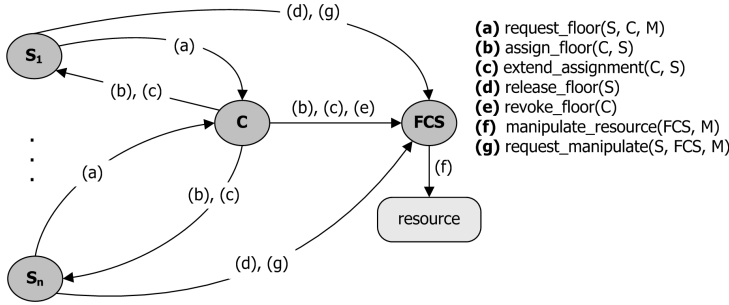 (d), (g)
S1
(a)
(b), (c)
C
(b), (c), (e)
FCS
(f)
resource
.
.
.
(a)
(b), (c)
(d), (g)
Sn
(a) request_floor(S, C, M)
(b) assign_floor(C, S)
(c) extend_assignment(C, S)
(d) release_floor(S)
(e) revoke_floor(C)
(f) manipulate_resource(FCS, M)
(g) request_manipulate(S, FCS, M)